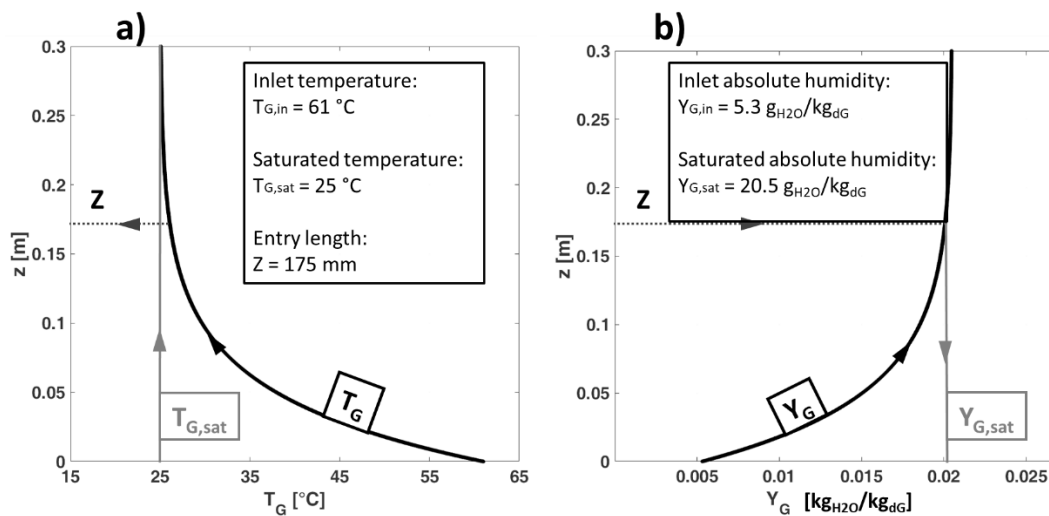 a)
0.3
0.25
0.2
0.15
0.1
0.05
0
z [m]
Z
Inlet temperature:
TG,in = 61 °C
Saturated temperature:
TG,sat = 25 °C
Entry length:
Z = 175 mm
TG,sat
TG
15
25
35
45
55
65
TG [°C]
b)
0.3
0.25
0.2
0.15
0.1
0.05
0
z [m]
Z
Inlet absolute humidity:
YG,in = 5.3 gH2O/kgdG
Saturated absolute humidity:
YG,sat = 20.5 gH2O/kgdG
YG
YG,sat
0.005
0.01
0.015
0.02
0.025
YG [kgH2O/kgdG]